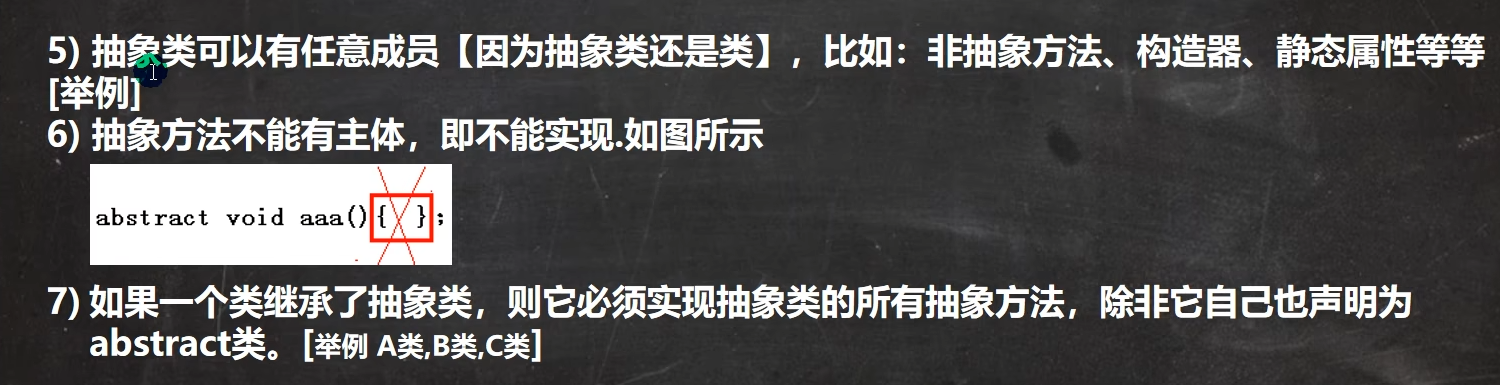 5) 抽象类可以有任意成员【因为抽象类还是类】，比如：非抽象方法、构造器、静态属性等等
[举例]
6) 抽象方法不能有主体，即不能实现.如图所示
abstract void aaa(){ };
7) 如果一个类继承了抽象类，则它必须实现抽象类的所有抽象方法，除非它自己也声明为
abstract类。[举例 A类,B类,C类]